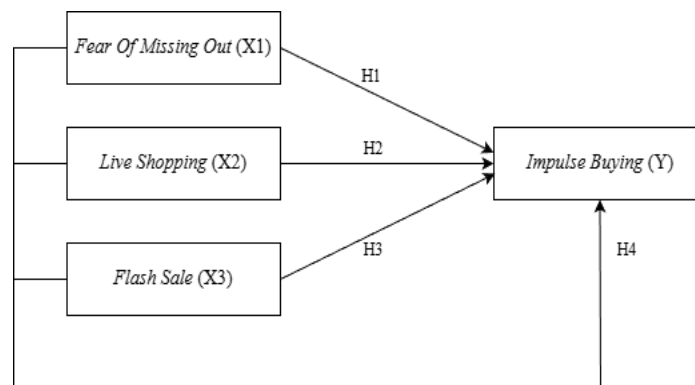 Fear Of Missing Out (X1)
H1
Live Shopping (X2)
H2
Impulse Buying (Y)
Flash Sale (X3)
H3
H4